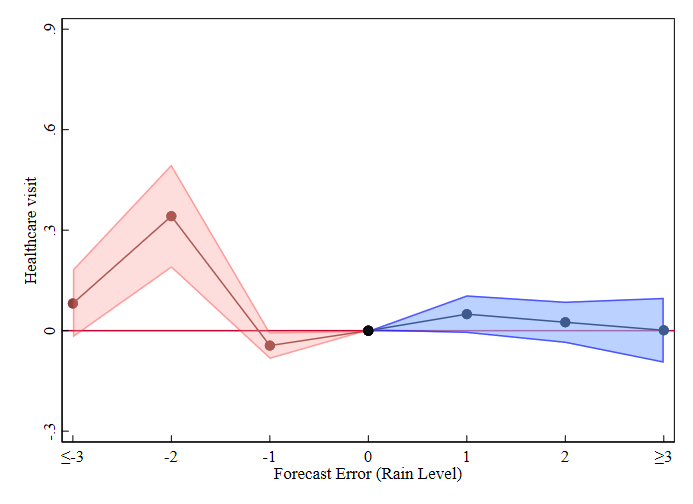 Healthcare visit
.9
.6
.3
0
-.3
≤-3 -2 -1 0 1 2 ≥3
Forecast Error (Rain Level)